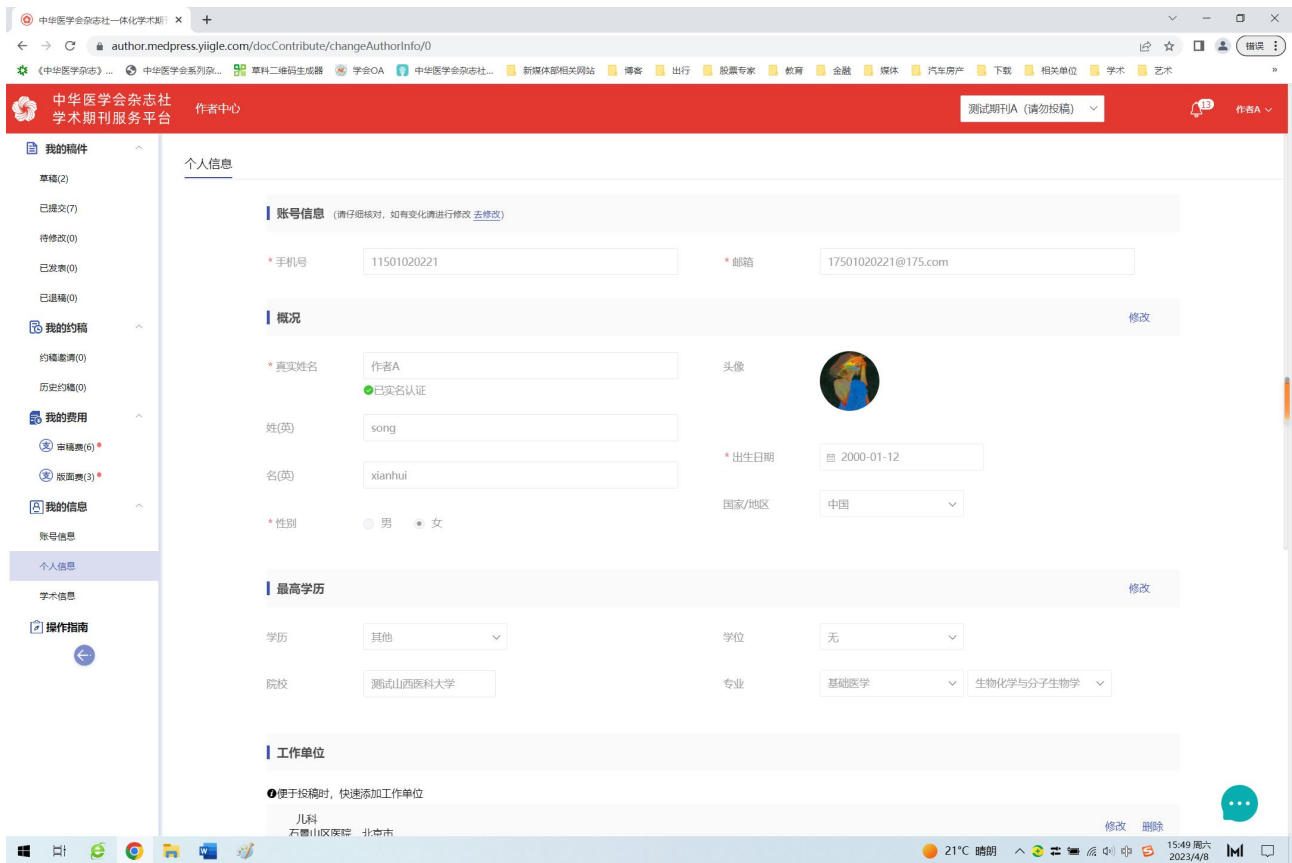 中华医学会杂志社一体化学术期刊
author.medpress.yiigle.com/docContribute/changeAuthorInfo/0
错误
《中华医学杂志》... 中华医学会系列杂... 草料二维码生成器 学会OA 中华医学会杂志社... 新媒体部相关网站 博客 出行 股票专家 教育 金融 媒体 汽车房产 下载 相关单位 学术 艺术 »
中华医学会杂志社
学术期刊服务平台
作者中心
测试期刊A（请勿投稿）
13
作者A
我的稿件
草稿(2)
已提交(7)
待修改(0)
已发表(0)
已退稿(0)
我的约稿
约稿邀请(0)
历史约稿(0)
我的费用
审稿费(6)
版面费(3)
我的信息
账号信息
个人信息
学术信息
操作指南
个人信息
账号信息 (请仔细核对，如有变化请进行修改 去修改)
* 手机号 11501020221 * 邮箱 17501020221@175.com
概况 修改
* 真实姓名 作者A 头像
已实名认证
姓(英) song
* 出生日期 2000-01-12
名(英) xianhui
国家/地区 中国
* 性别 男 女
最高学历 修改
学历 其他 学位 无
院校 测试山西医科大学 专业 基础医学 生物化学与分子生物学
工作单位
便于投稿时，快速添加工作单位
儿科
石景山区医院 北京市
修改 删除
21°C 晴朗
中
15:49 周六
2023/4/8